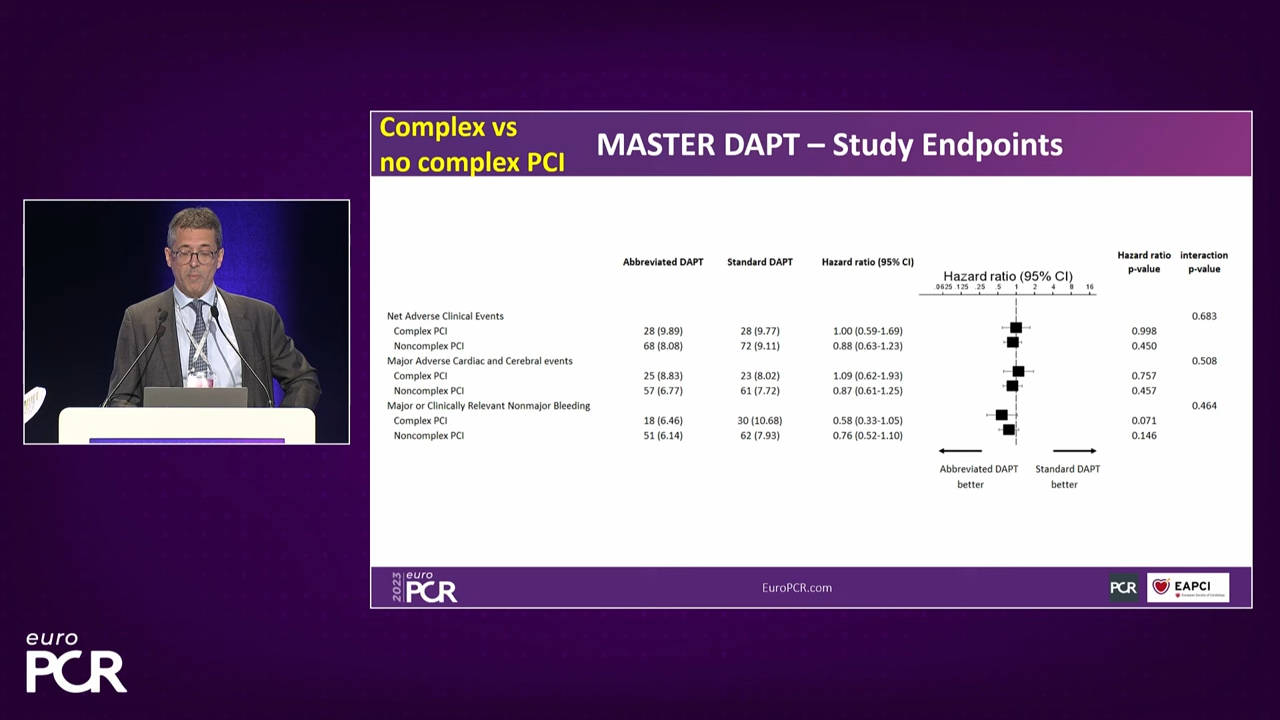 Complex vs
no complex PCI
MASTER DAPT – Study Endpoints
Abbreviated DAPT Standard DAPT Hazard ratio (95% CI) Hazard ratio (95% CI) Hazard ratio p-value interaction p-value
.0625 .125 .25 .5 1 2 4 8 16
Net Adverse Clinical Events 0.683
Complex PCI 28 (9.89) 28 (9.77) 1.00 (0.59-1.69) 0.998
Noncomplex PCI 68 (8.08) 72 (9.11) 0.88 (0.63-1.23) 0.450
Major Adverse Cardiac and Cerebral events 0.508
Complex PCI 25 (8.83) 23 (8.02) 1.09 (0.62-1.93) 0.757
Noncomplex PCI 57 (6.77) 61 (7.72) 0.87 (0.61-1.25) 0.457
Major or Clinically Relevant Nonmajor Bleeding 0.464
Complex PCI 18 (6.46) 30 (10.68) 0.58 (0.33-1.05) 0.071
Noncomplex PCI 51 (6.14) 62 (7.93) 0.76 (0.52-1.10) 0.146
Abbreviated DAPT better
Standard DAPT better
2023 euro PCR
EuroPCR.com
PCR
EAPCI
euro
PCR